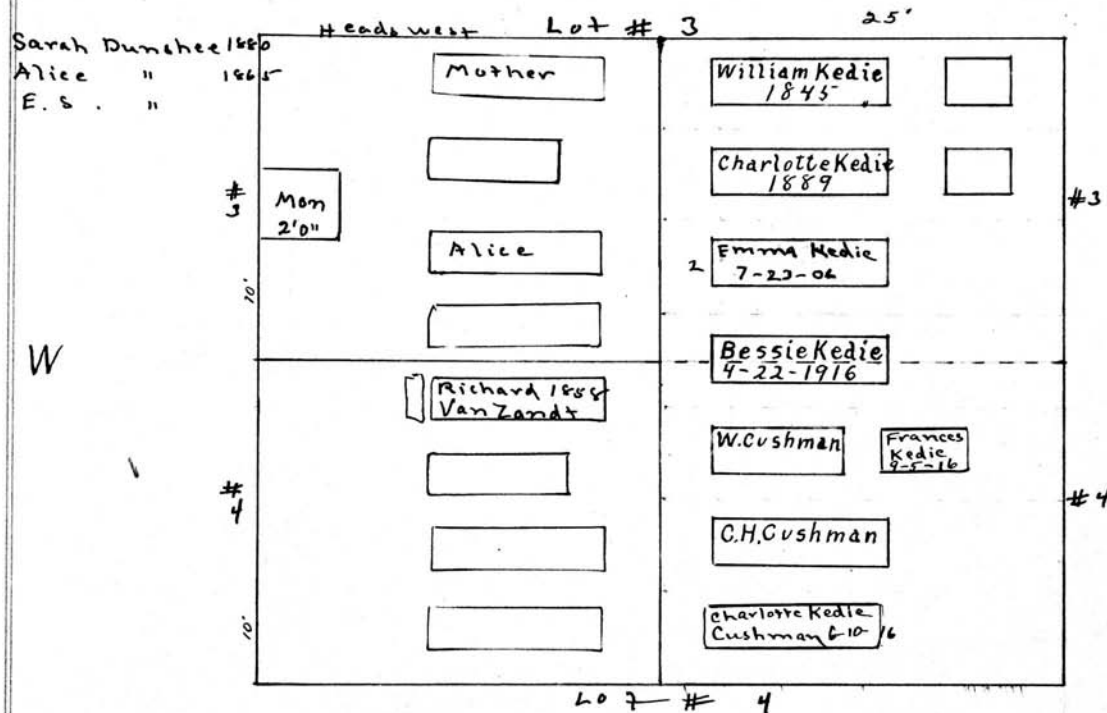 Heads west Lot # 3 25'
Sarah Dunshee 1880
Alice " 1865
E. S. "
Mother
William Kedie
1845
Charlotte Kedie
1889
# 3
Mon
2'0"
#3
Alice
2
Emma Kedie
7-23-06
10'
W
Bessie Kedie
4-22-1916
Richard 1858
Van Zandt
W. Cushman
Frances
Kedie
9-5-16
# 4
# 4
C.H. Cushman
10'
Charlotte Kedie
Cushman 6-10-16
Lot # 4